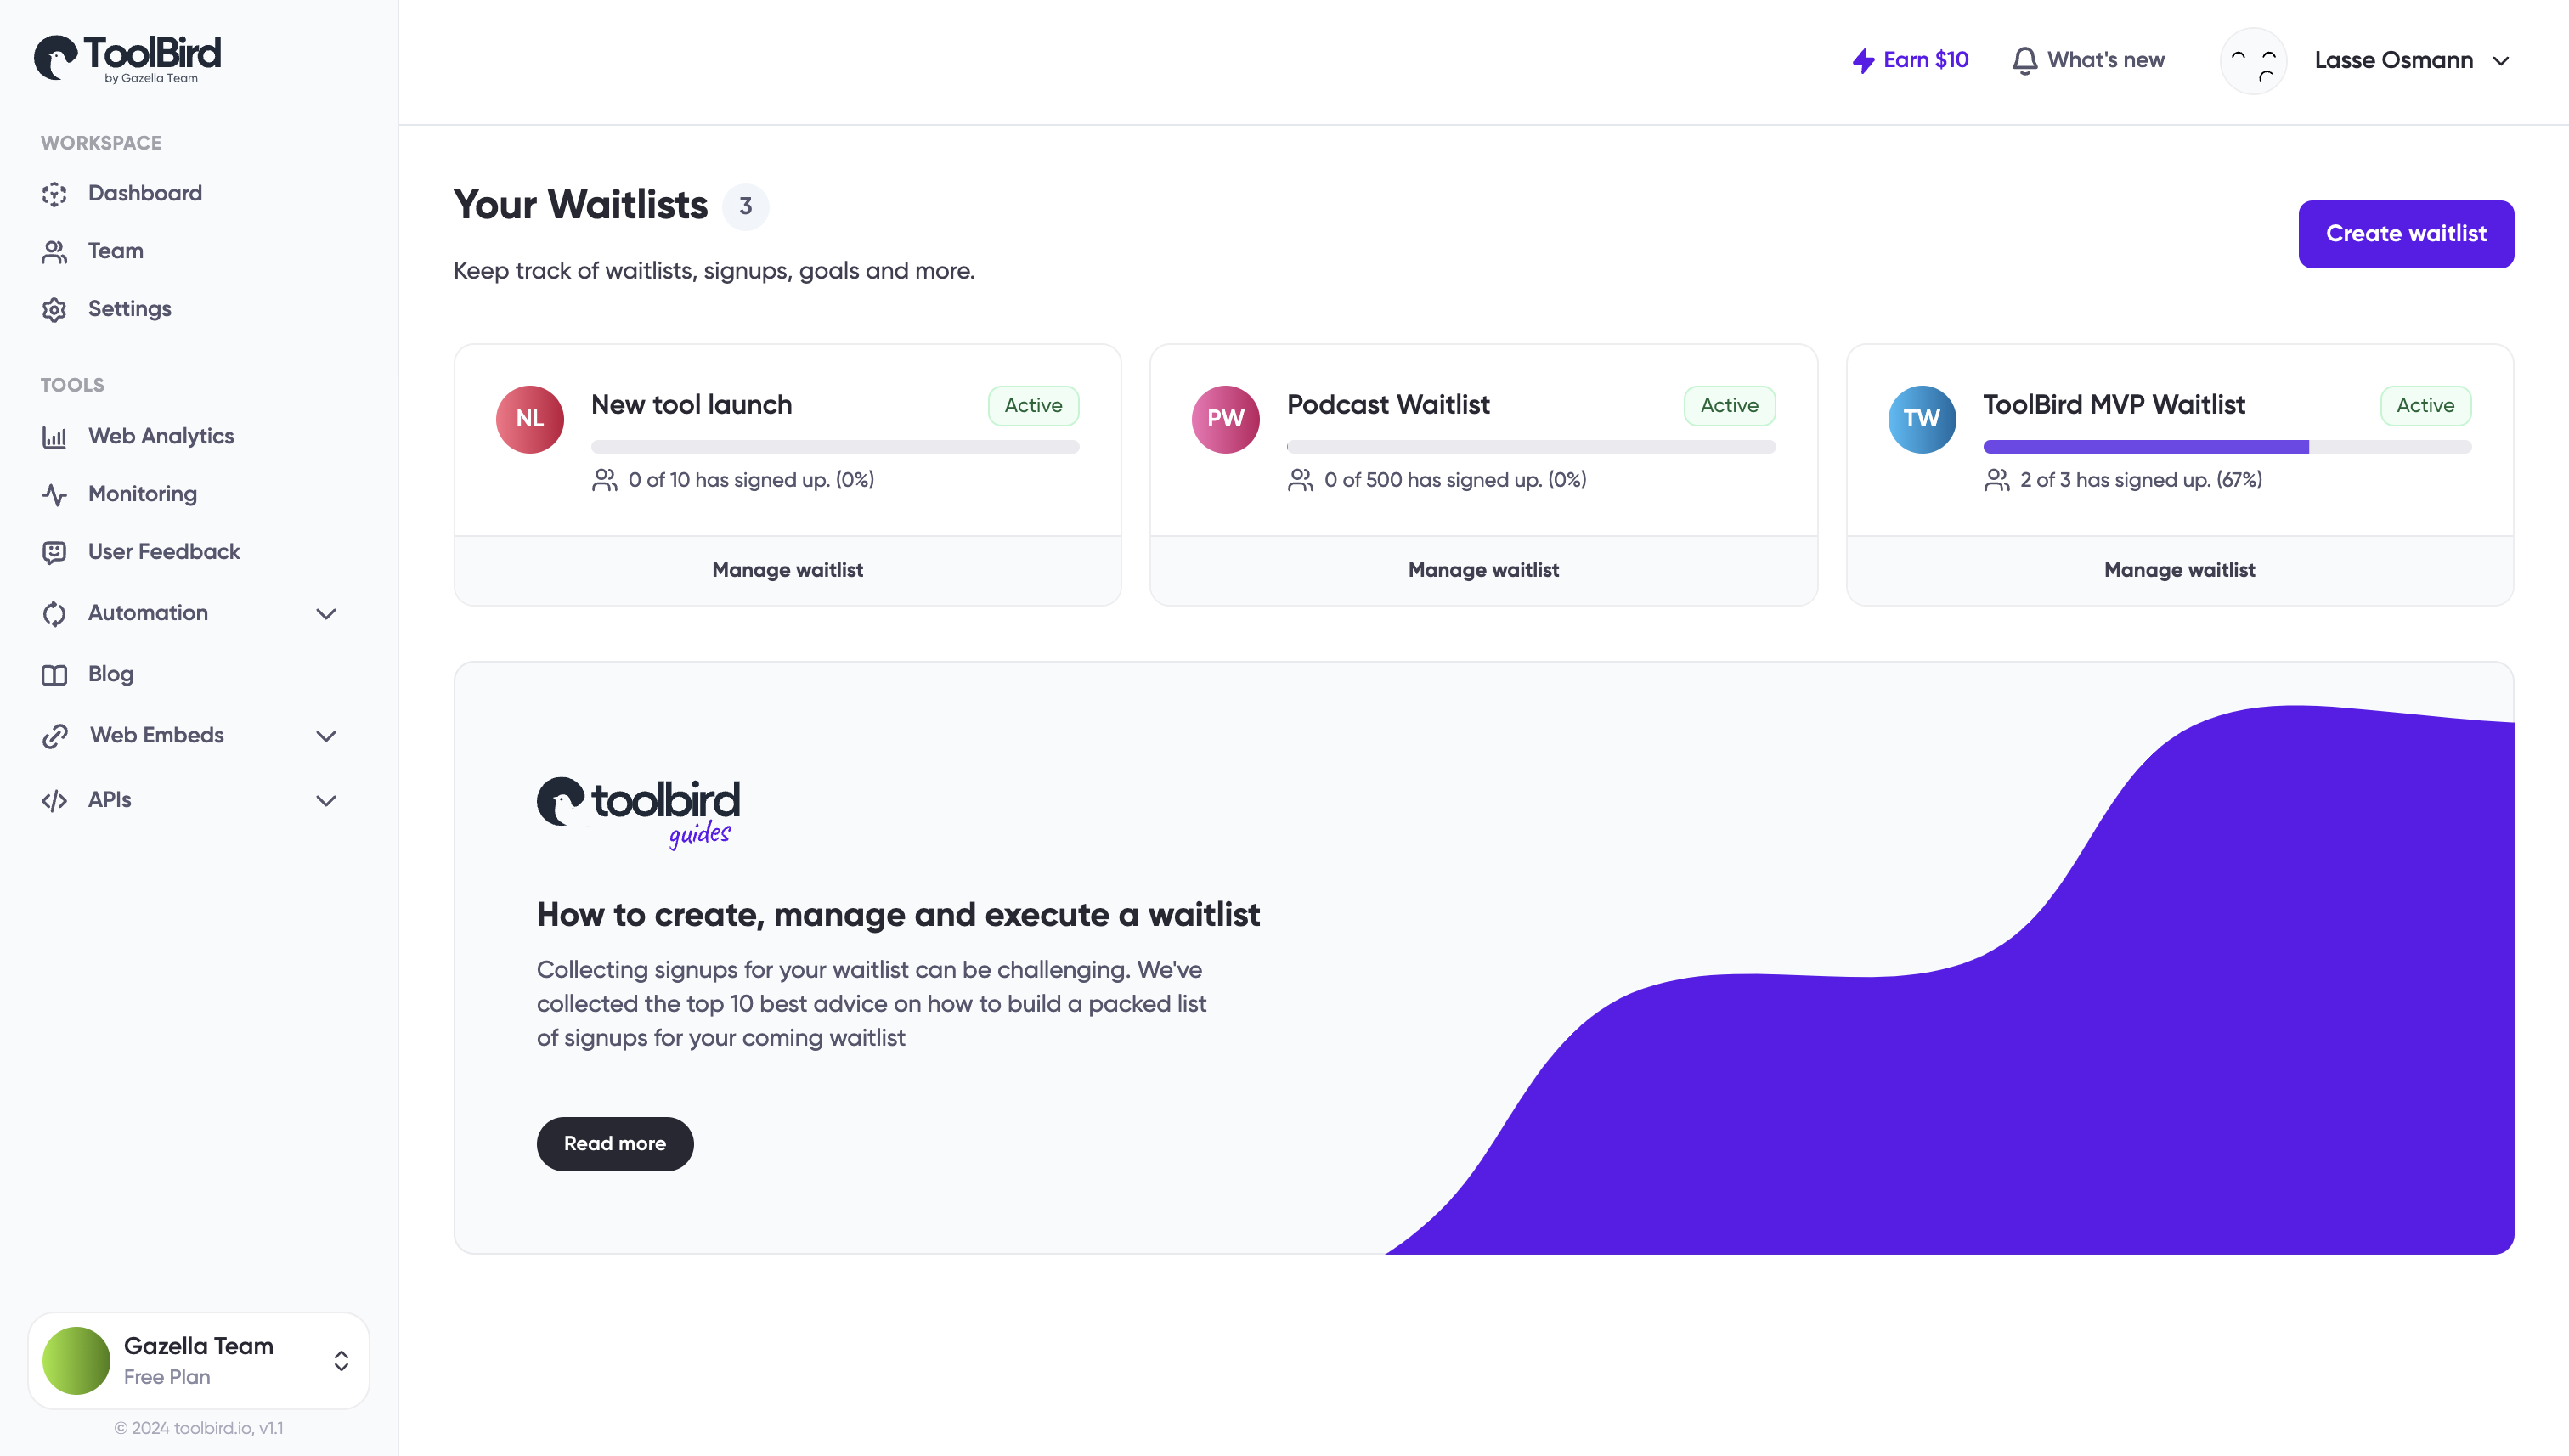 ToolBird
by Gazella Team
WORKSPACE
Dashboard
Team
Settings
TOOLS
Web Analytics
Monitoring
User Feedback
Automation
Blog
Web Embeds
APIs
Gazella Team
Free Plan
© 2024 toolbird.io, v1.1
Earn $10
What's new
Lasse Osmann
Your Waitlists 3
Keep track of waitlists, signups, goals and more.
Create waitlist
NL
New tool launch
Active
0 of 10 has signed up. (0%)
Manage waitlist
PW
Podcast Waitlist
Active
0 of 500 has signed up. (0%)
Manage waitlist
TW
ToolBird MVP Waitlist
Active
2 of 3 has signed up. (67%)
Manage waitlist
toolbird
guides
How to create, manage and execute a waitlist
Collecting signups for your waitlist can be challenging. We've
collected the top 10 best advice on how to build a packed list
of signups for your coming waitlist
Read more